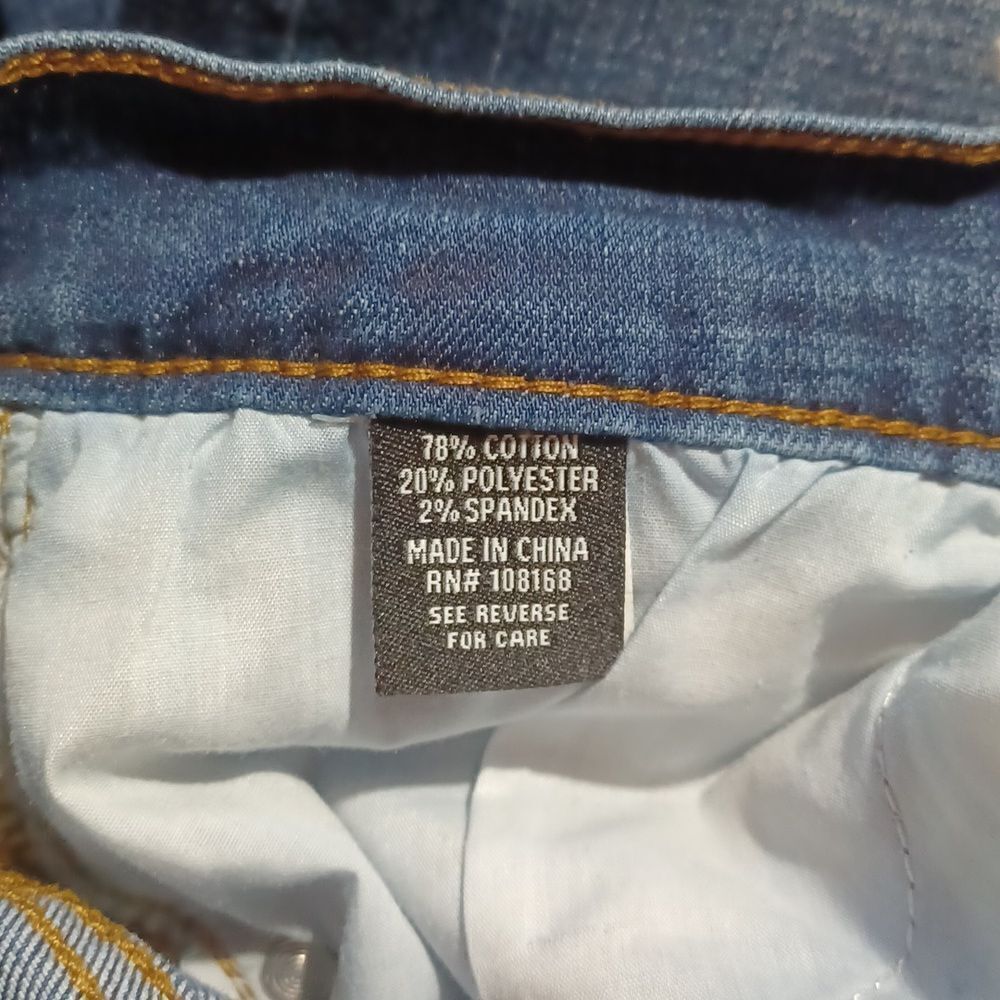 78% COTTON
20% POLYESTER
2% SPANDEX
MADE IN CHINA
RN# 108168
SEE REVERSE
FOR CARE